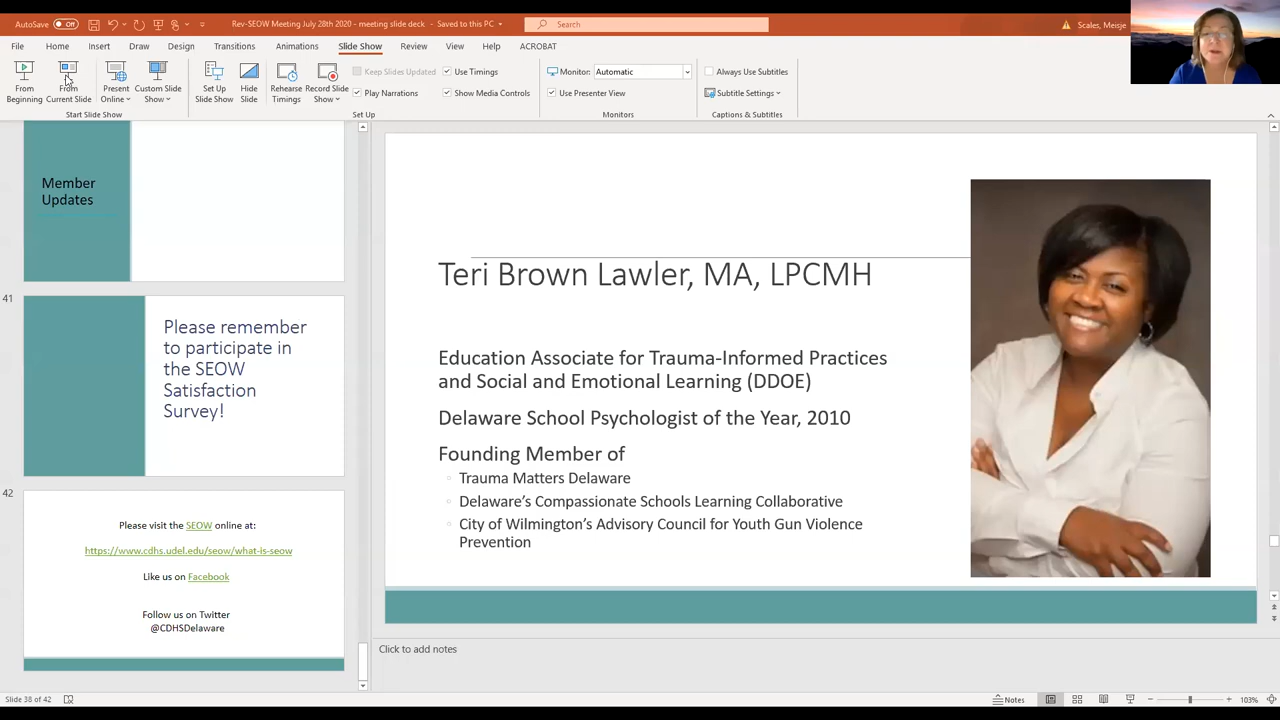 AutoSave Off Rev-SEOW Meeting July 28th 2020 - meeting slide deck. - Saved to this PC Search Scales, Meisje
File Home Insert Draw Design Transitions Animations Slide Show Review View Help ACROBAT
From Beginning
From Current Slide
Present Online
Custom Slide Show
Start Slide Show
Set Up Slide Show
Hide Slide
Rehearse Timings
Record Slide Show
Keep Slides Updated
Play Narrations
Use Timings
Show Media Controls
Set Up
Monitor: Automatic
Use Presenter View
Monitors
Always Use Subtitles
Subtitle Settings
Captions & Subtitles
Member
Updates
41
Please remember
to participate in
the SEOW
Satisfaction
Survey!
42
Please visit the SEOW online at:
https://www.cdhs.udel.edu/seow/what-is-seow
Like us on Facebook
Follow us on Twitter
@CDHSDelaware
Teri Brown Lawler, MA, LPCMH
Education Associate for Trauma-Informed Practices
and Social and Emotional Learning (DDOE)
Delaware School Psychologist of the Year, 2010
Founding Member of
Trauma Matters Delaware
Delaware's Compassionate Schools Learning Collaborative
City of Wilmington's Advisory Council for Youth Gun Violence
Prevention
Click to add notes
Slide 38 of 42 Notes 103%